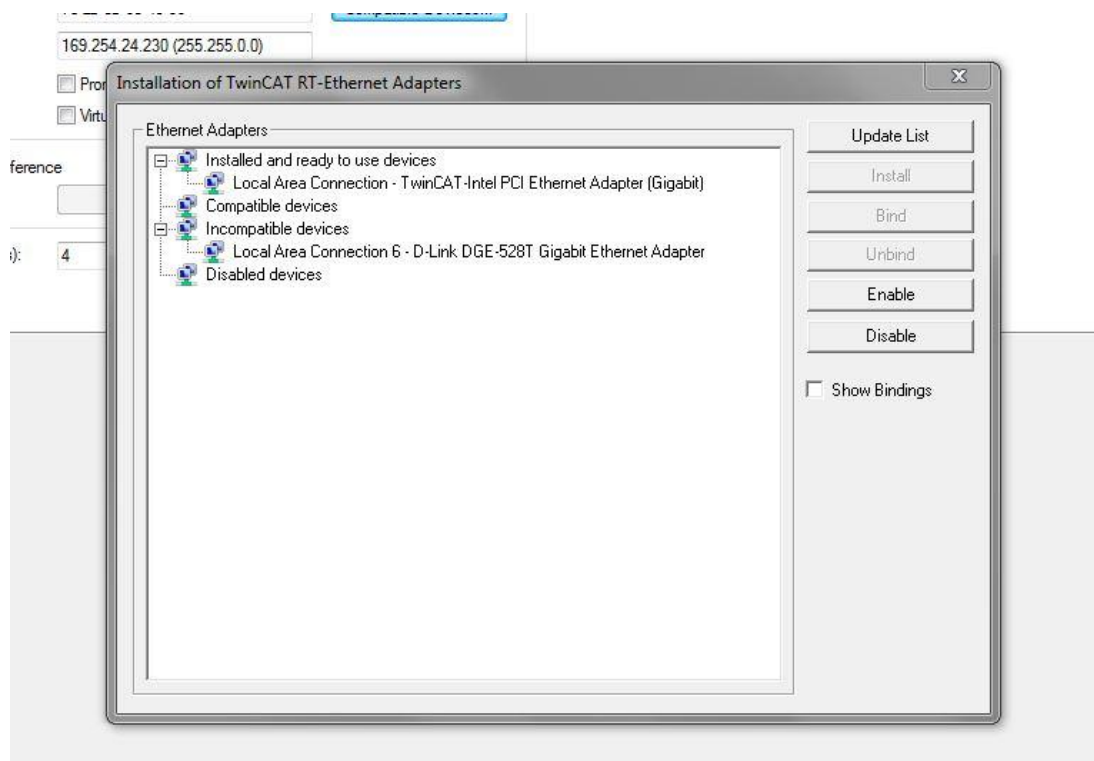 169.254.24.230 (255.255.0.0)
Installation of TwinCAT RT-Ethernet Adapters
Ethernet Adapters
Installed and ready to use devices
Local Area Connection - TwinCAT-Intel PCI Ethernet Adapter (Gigabit)
Compatible devices
Incompatible devices
Local Area Connection 6 - D-Link DGE-528T Gigabit Ethernet Adapter
Disabled devices
Update List
Install
Bind
Unbind
Enable
Disable
Show Bindings
Pror
Virtu
ference
s):
4